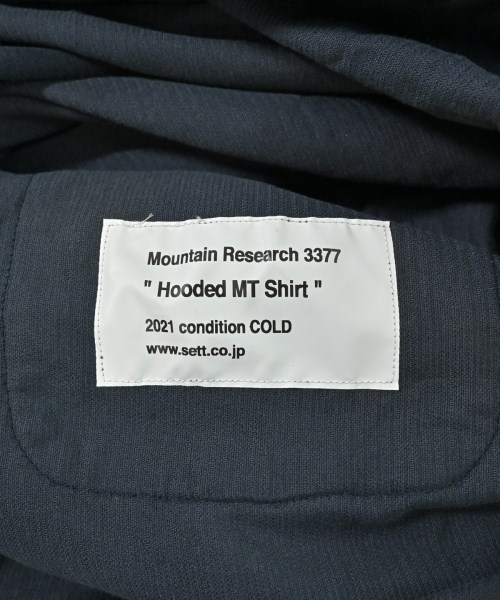 Mountain Research 3377
" Hooded MT Shirt "
2021 condition COLD
www.sett.co.jp